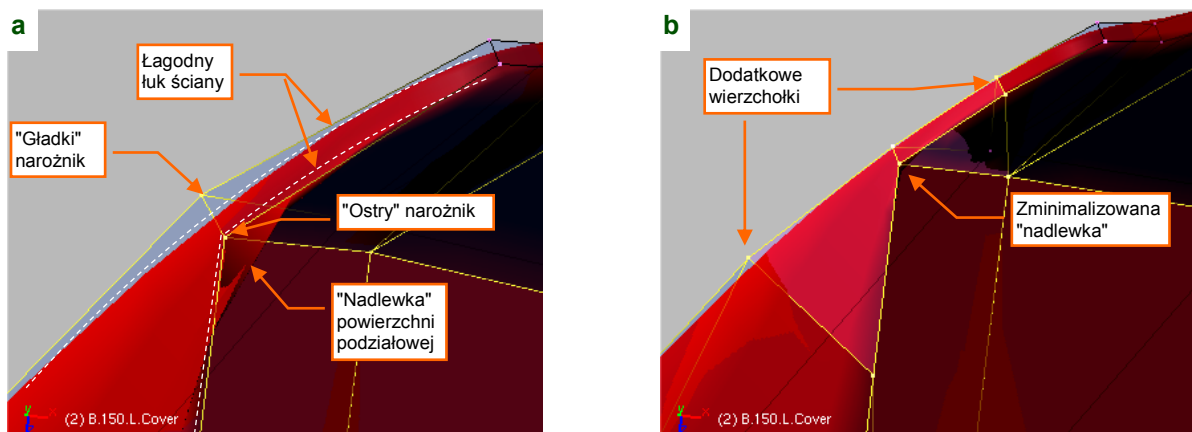 a
Łagodny
łuk ściany
"Gładki"
narożnik
"Ostry" narożnik
"Nadlewka"
powierzchni
podziałowej
y
x
z
(2) B.150.L.Cover
b
Dodatkowe
wierzchołki
Zminimalizowana
"nadlewka"
y
x
z
(2) B.150.L.Cover